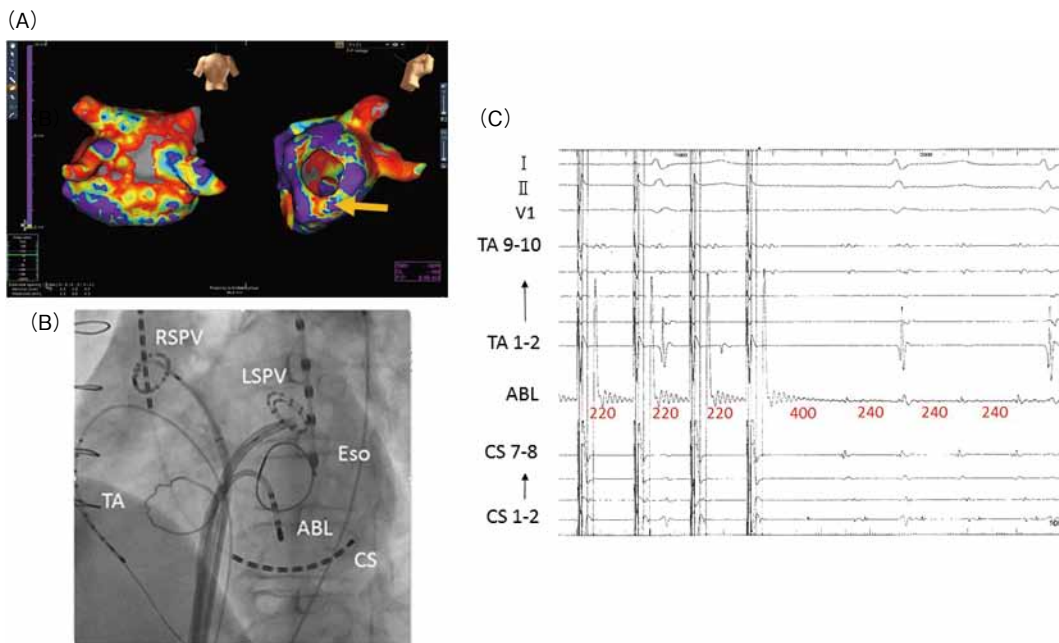 (A)
(B)
RSPV
LSPV
Eso
TA
ABL
CS
(C)
I
II
V1
TA 9-10
TA 1-2
ABL
220 220 220 400 240 240 240
CS 7-8
CS 1-2